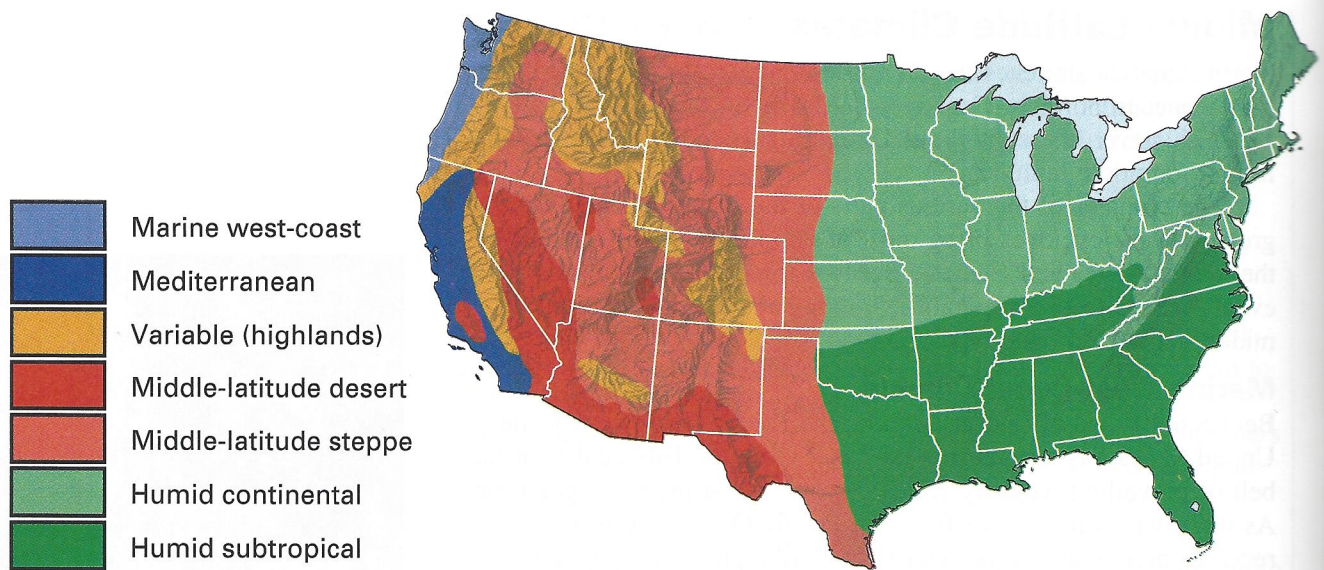 Marine west-coast
Mediterranean
Variable (highlands)
Middle-latitude desert
Middle-latitude steppe
Humid continental
Humid subtropical